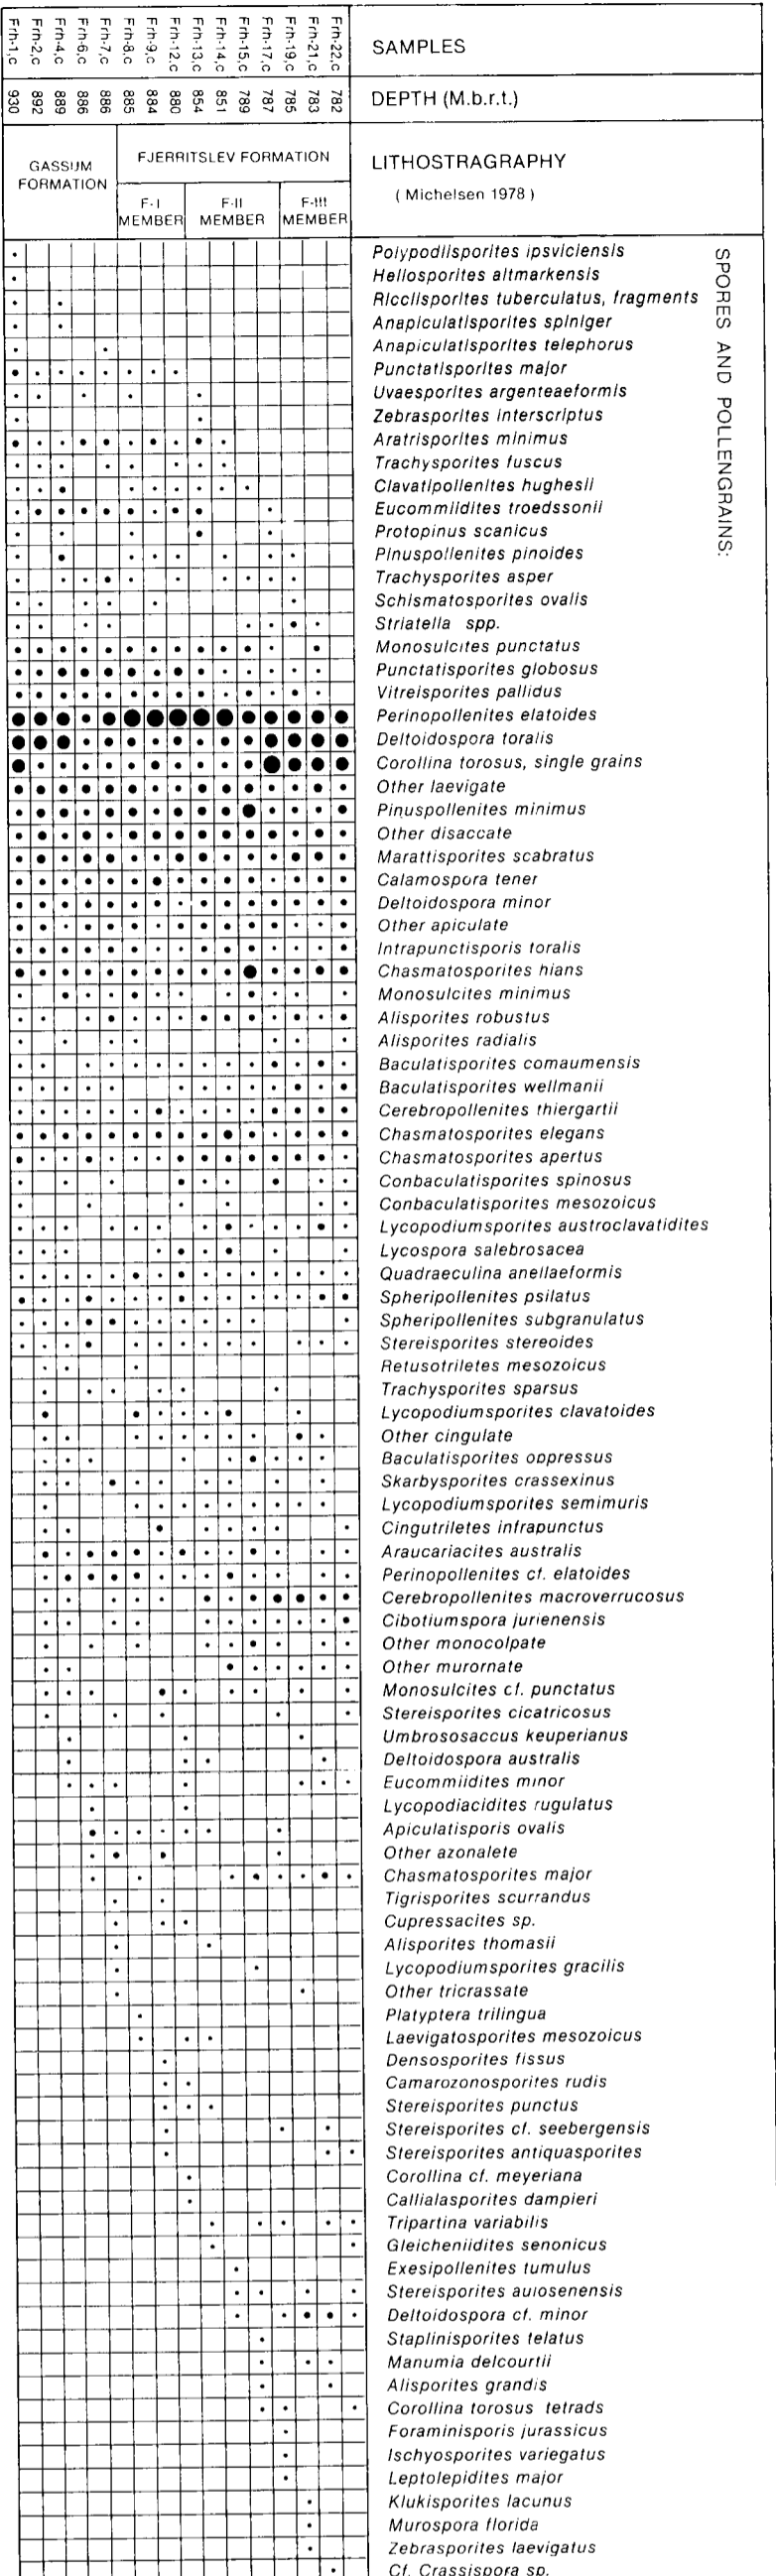 Frh-1,c
Frh-2,c
Frh-4,c
Frh-6,c
Frh-7,c
Frh-8,c
Frh-9,c
Frh-12,c
Frh-13,c
Frh-14,c
Frh-15,c
Frh-17,c
Frh-19,c
Frh-21,c
Frh-22,c
SAMPLES
930
892
889
886
886
885
884
880
854
851
789
787
785
783
782
DEPTH (M.b.r.t.)
GASSUM
FORMATION
FJERRITSLEV FORMATION
F-I
MEMBER
F-II
MEMBER
F-III
MEMBER
LITHOSTRAGRAPHY
( Michelsen 1978 )
SPORES AND POLLENGRAINS:
Polypodiisporites ipsviciensis
Heliosporites altmarkensis
Ricciisporites tuberculatus, fragments
Anapiculatisporites spiniger
Anapiculatisporites telephorus
Punctatisporites major
Uvaesporites argenteaeformis
Zebrasporites interscriptus
Aratrisporites minimus
Trachysporites fuscus
Clavatipollenites hughesii
Eucommiidites troedssonii
Protopinus scanicus
Pinuspollenites pinoides
Trachysporites asper
Schismatosporites ovalis
Striatella spp.
Monosulcites punctatus
Punctatisporites globosus
Vitreisporites pallidus
Perinopollenites elatoides
Deltoidospora toralis
Corollina torosus, single grains
Other laevigate
Pinuspollenites minimus
Other disaccate
Marattisporites scabratus
Calamospora tener
Deltoidospora minor
Other apiculate
Intrapunctisporis toralis
Chasmatosporites hians
Monosulcites minimus
Alisporites robustus
Alisporites radialis
Baculatisporites comaumensis
Baculatisporites wellmanii
Cerebropollenites thiergartii
Chasmatosporites elegans
Chasmatosporites apertus
Conbaculatisporites spinosus
Conbaculatisporites mesozoicus
Lycopodiumsporites austroclavatidites
Lycospora salebrosacea
Quadraeculina anellaeformis
Spheripollenites psilatus
Spheripollenites subgranulatus
Stereisporites stereoides
Retusotriletes mesozoicus
Trachysporites sparsus
Lycopodiumsporites clavatoides
Other cingulate
Baculatisporites oppressus
Skarbysporites crassexinus
Lycopodiumsporites semimuris
Cingutriletes infrapunctus
Araucariacites australis
Perinopollenites cf. elatoides
Cerebropollenites macroverrucosus
Cibotiumspora jurienensis
Other monocolpate
Other murornate
Monosulcites cf. punctatus
Stereisporites cicatricosus
Umbrososaccus keuperianus
Deltoidospora australis
Eucommiidites minor
Lycopodiacidites rugulatus
Apiculatisporis ovalis
Other azonalete
Chasmatosporites major
Tigrisporites scurrandus
Cupressacites sp.
Alisporites thomasii
Lycopodiumsporites gracilis
Other tricrassate
Platyptera trilingua
Laevigatosporites mesozoicus
Densosporites fissus
Camarozonosporites rudis
Stereisporites punctus
Stereisporites cf. seebergensis
Stereisporites antiquasporites
Corollina cf. meyeriana
Callialasporites dampieri
Tripartina variabilis
Gleicheniidites senonicus
Exesipollenites tumulus
Stereisporites aulosenensis
Deltoidospora cf. minor
Staplinisporites telatus
Manumia delcourtii
Alisporites grandis
Corollina torosus tetrads
Foraminisporis jurassicus
Ischyosporites variegatus
Leptolepidites major
Klukisporites lacunus
Murospora florida
Zebrasporites laevigatus
Cf. Crassispora sp.